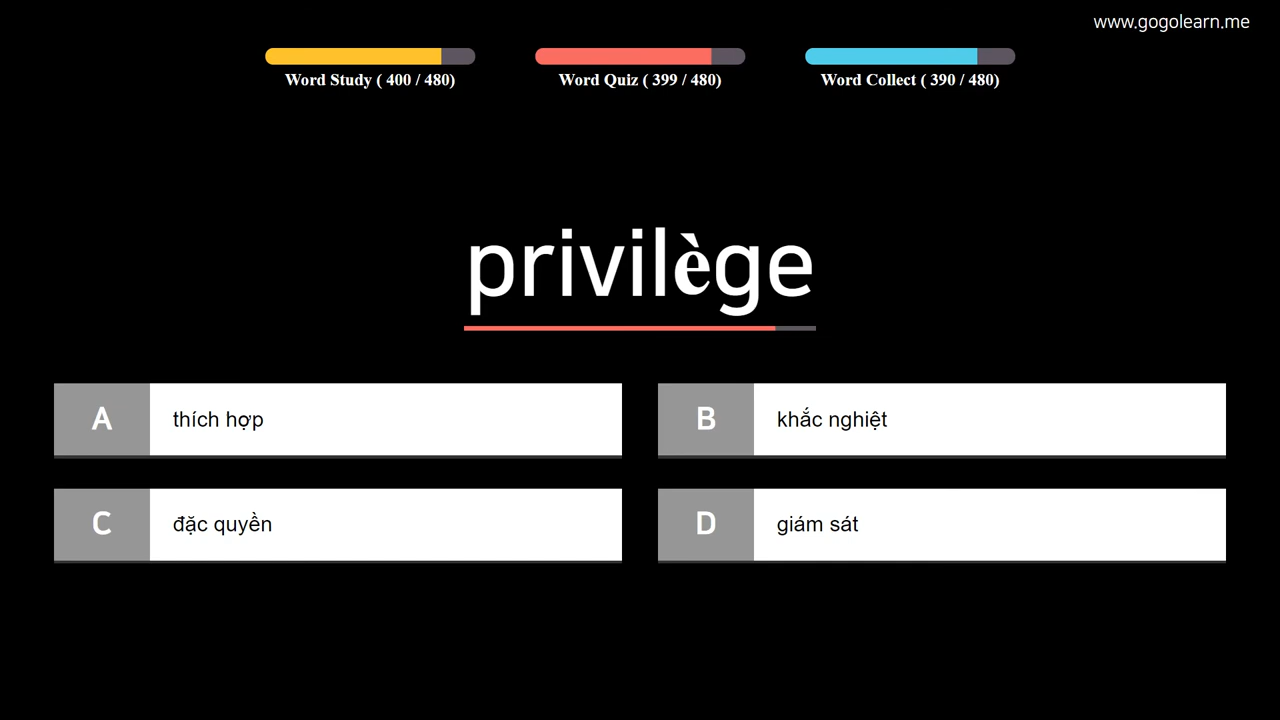 www.gogolearn.me
Word Study ( 400 / 480)
Word Quiz ( 399 / 480)
Word Collect ( 390 / 480)
privilège
A thích hợp
B khắc nghiệt
C đặc quyền
D giám sát